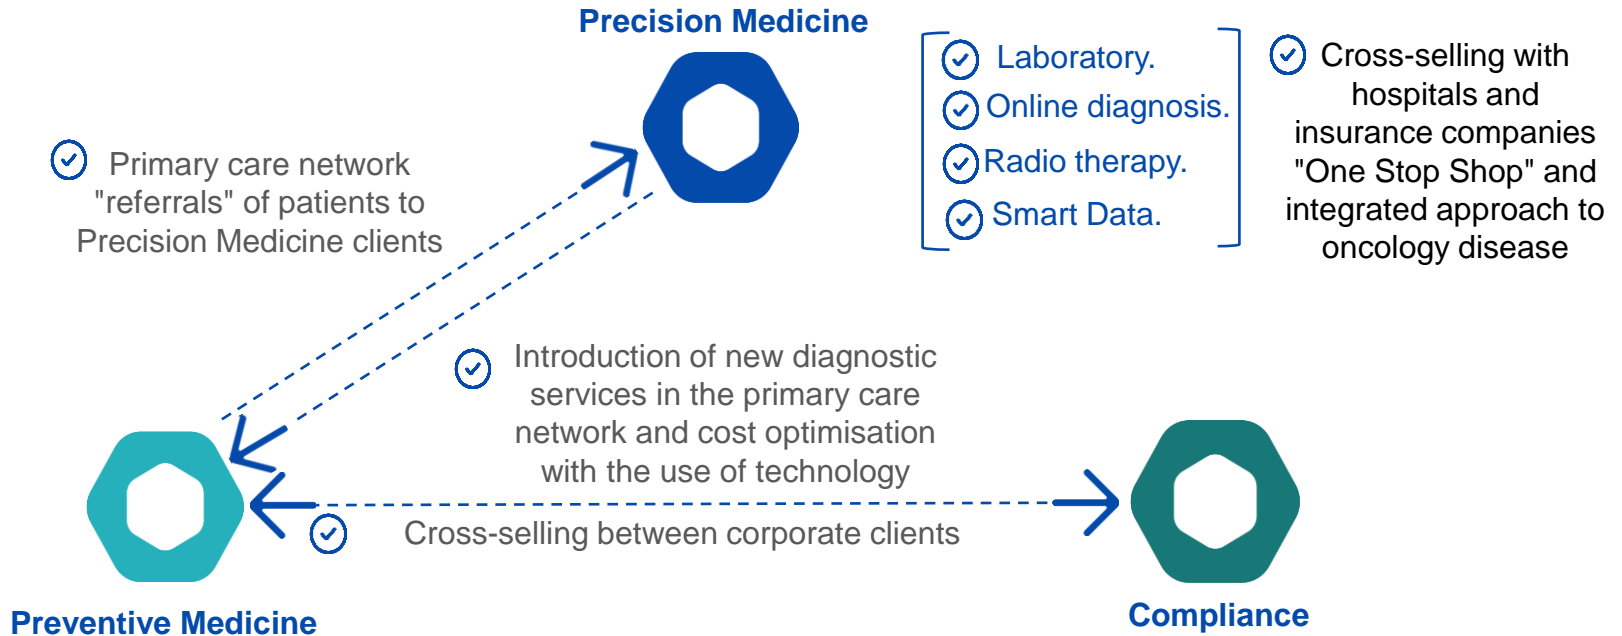 Precision Medicine
Laboratory.
Online diagnosis.
Radio therapy.
Smart Data.
Cross-selling with
hospitals and
insurance companies
"One Stop Shop" and
integrated approach to
oncology disease
Primary care network
"referrals" of patients to
Precision Medicine clients
Introduction of new diagnostic
services in the primary care
network and cost optimisation
with the use of technology
Cross-selling between corporate clients
Preventive Medicine
Compliance